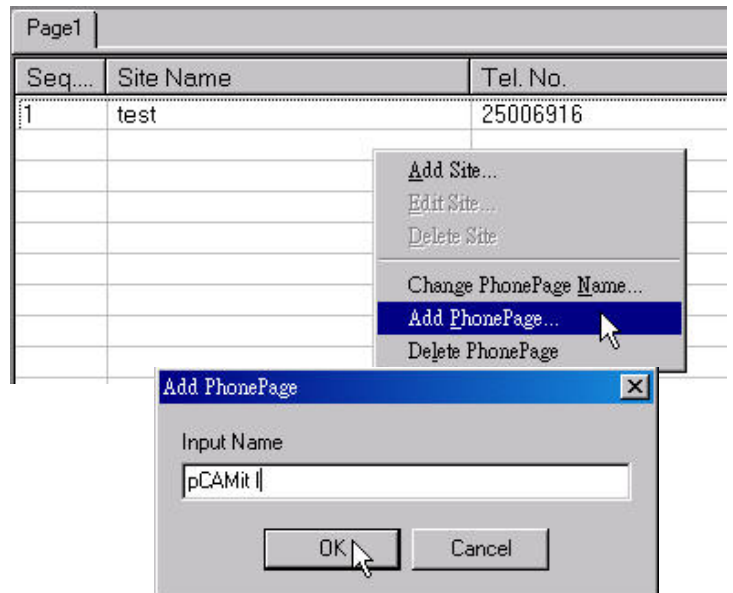 Page1
Seq.... Site Name Tel. No.
1 test 25006916
Add Site...
Edit Site...
Delete Site
Change PhonePage Name...
Add PhonePage...
Delete PhonePage
Add PhonePage
Input Name
pCAMit I
OK Cancel